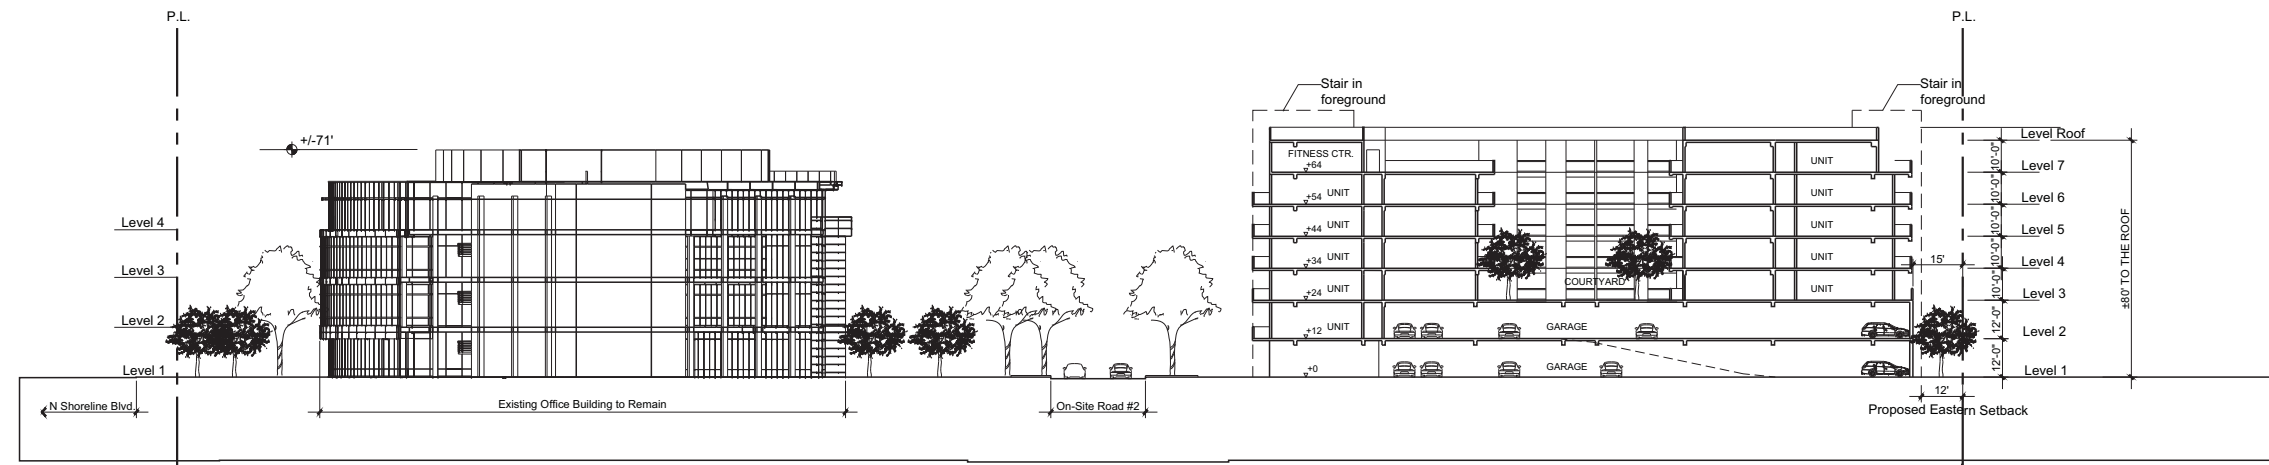 P.L.
P.L.
Stair in
foreground
Stair in
foreground
+/-71'
Level Roof
FITNESS CTR.
+64
UNIT
10'-0"
Level 7
UNIT
+54
UNIT
10'-0"
Level 6
Level 4
+44
UNIT
UNIT
10'-0"
Level 5
Level 3
+34
UNIT
UNIT
15'
10'-0"
Level 4
±80' TO THE ROOF
+24
UNIT
COURTYARD
UNIT
10'-0"
Level 3
Level 2
+12
UNIT
GARAGE
12'-0"
Level 2
Level 1
+0
GARAGE
12'-0"
Level 1
N Shoreline Blvd.
Existing Office Building to Remain
On-Site Road #2
12'
Proposed Eastern Setback